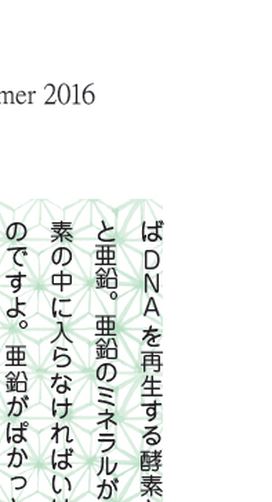 mer 2016
ばDNAを再生する酵素
と亜鉛。亜鉛のミネラルが
素の中に入らなければい
のですよ。亜鉛がぱかっ